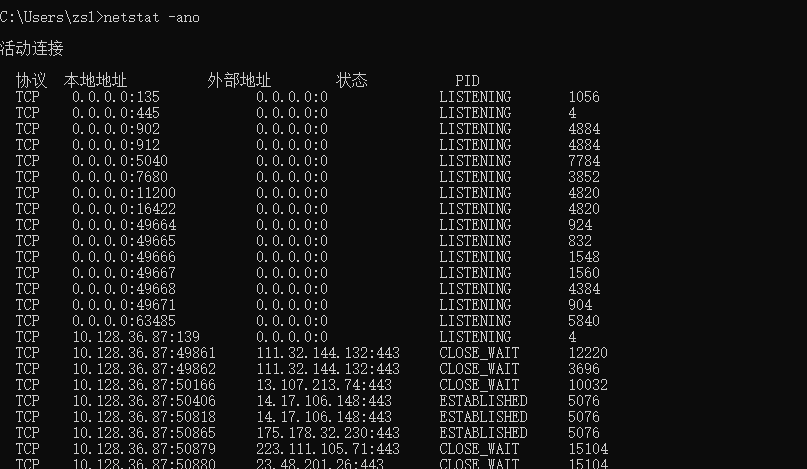 C:\Users\zsl>netstat -ano
活动连接
协议 本地地址 外部地址 状态 PID
TCP 0.0.0.0:135 0.0.0.0:0 LISTENING 1056
TCP 0.0.0.0:445 0.0.0.0:0 LISTENING 4
TCP 0.0.0.0:902 0.0.0.0:0 LISTENING 4884
TCP 0.0.0.0:912 0.0.0.0:0 LISTENING 4884
TCP 0.0.0.0:5040 0.0.0.0:0 LISTENING 7784
TCP 0.0.0.0:7680 0.0.0.0:0 LISTENING 3852
TCP 0.0.0.0:11200 0.0.0.0:0 LISTENING 4820
TCP 0.0.0.0:16422 0.0.0.0:0 LISTENING 4820
TCP 0.0.0.0:49664 0.0.0.0:0 LISTENING 924
TCP 0.0.0.0:49665 0.0.0.0:0 LISTENING 832
TCP 0.0.0.0:49666 0.0.0.0:0 LISTENING 1548
TCP 0.0.0.0:49667 0.0.0.0:0 LISTENING 1560
TCP 0.0.0.0:49668 0.0.0.0:0 LISTENING 4384
TCP 0.0.0.0:49671 0.0.0.0:0 LISTENING 904
TCP 0.0.0.0:63485 0.0.0.0:0 LISTENING 5840
TCP 10.128.36.87:139 0.0.0.0:0 LISTENING 4
TCP 10.128.36.87:49861 111.32.144.132:443 CLOSE_WAIT 12220
TCP 10.128.36.87:49862 111.32.144.132:443 CLOSE_WAIT 3696
TCP 10.128.36.87:50166 13.107.213.74:443 CLOSE_WAIT 10032
TCP 10.128.36.87:50406 14.17.106.148:443 ESTABLISHED 5076
TCP 10.128.36.87:50818 14.17.106.148:443 ESTABLISHED 5076
TCP 10.128.36.87:50865 175.178.32.230:443 ESTABLISHED 5076
TCP 10.128.36.87:50879 223.111.105.71:443 CLOSE_WAIT 15104
TCP 10.128.36.87:50880 23.48.201.26:443 CLOSE_WAIT 15104